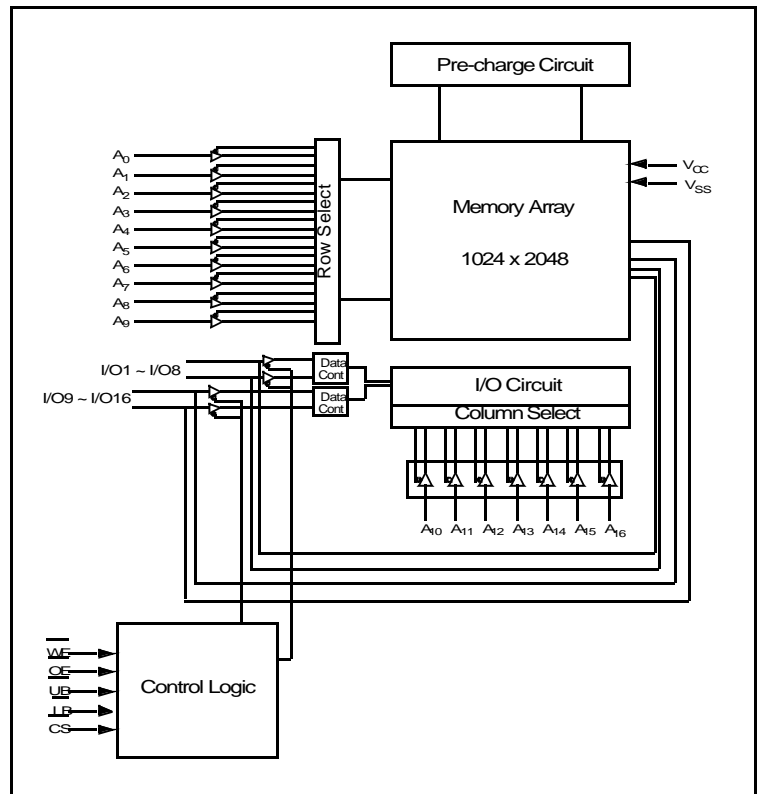 Pre-charge Circuit
A0
A1
A2
A3
A4
A5
A6
A7
A8
A9
Row Select
Memory Array
1024 x 2048
VCC
VSS
I/O1 ~ I/O8
I/O9 ~ I/O16
Data
Cont
Data
Cont
I/O Circuit
Column Select
A10
A11
A12
A13
A14
A15
A16
WE
OE
UB
LB
CS
Control Logic